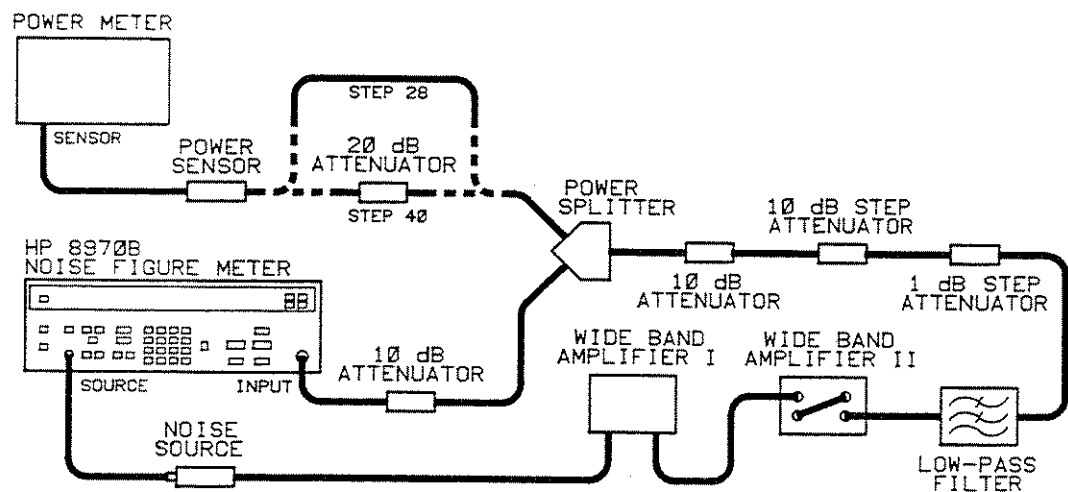 POWER METER
SENSOR
POWER
SENSOR
STEP 28
20 dB
ATTENUATOR
STEP 40
POWER
SPLITTER
10 dB STEP
ATTENUATOR
10 dB
ATTENUATOR
1 dB STEP
ATTENUATOR
HP 8970B
NOISE FIGURE METER
SOURCE
INPUT
10 dB
ATTENUATOR
WIDE BAND
AMPLIFIER I
WIDE BAND
AMPLIFIER II
NOISE
SOURCE
LOW-PASS
FILTER